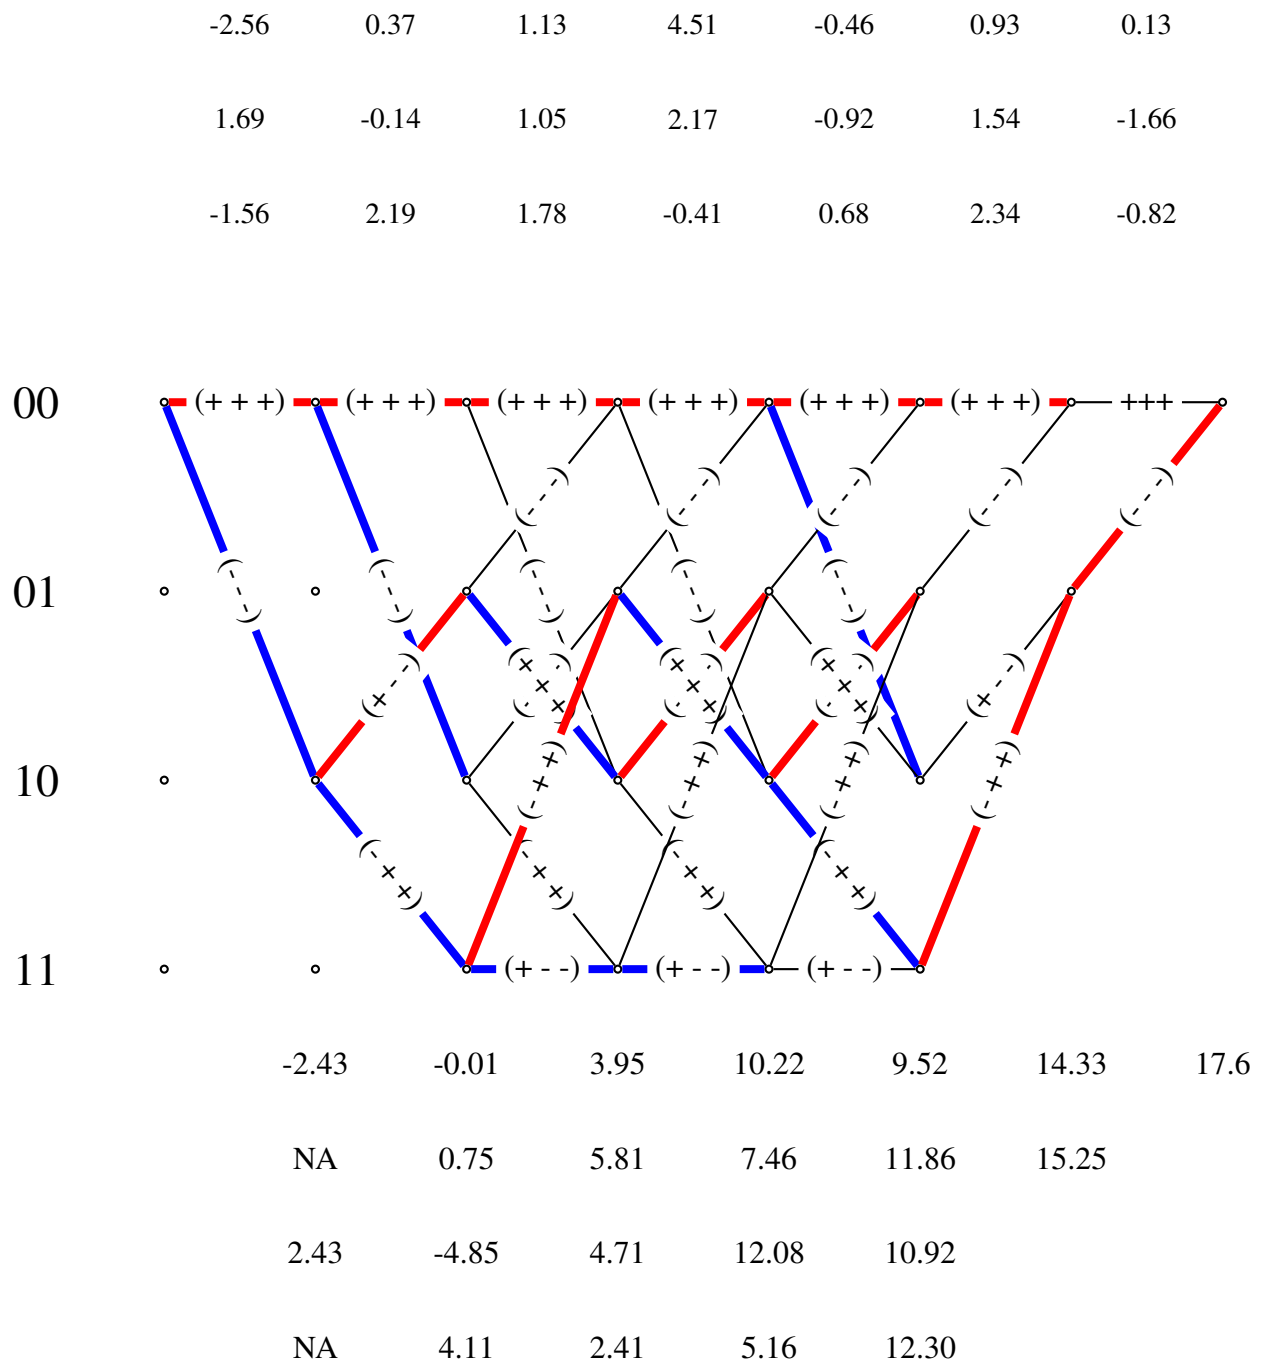 -2.56 0.37 1.13 4.51 -0.46 0.93 0.13
1.69 -0.14 1.05 2.17 -0.92 1.54 -1.66
-1.56 2.19 1.78 -0.41 0.68 2.34 -0.82
00 (+ + +) (+ + +) (+ + +) (+ + +) (+ + +) (+ + +) +++
(- - -) (- - -) (- - -) (- - -) (- - -)
(- - -) (- - -) (- - -) (- - -) (- - -)
01
(+ - -) (+ + +) (- - -) (+ + +) (- - -) (+ + +) (- - -) (+ - -)
10
(- + +) (- + +) (- + +) (- + +)
(- + +) (- + +) (- + +) (- + +)
11 (+ - -) (+ - -) (+ - -)
-2.43 -0.01 3.95 10.22 9.52 14.33 17.6
NA 0.75 5.81 7.46 11.86 15.25
2.43 -4.85 4.71 12.08 10.92
NA 4.11 2.41 5.16 12.30